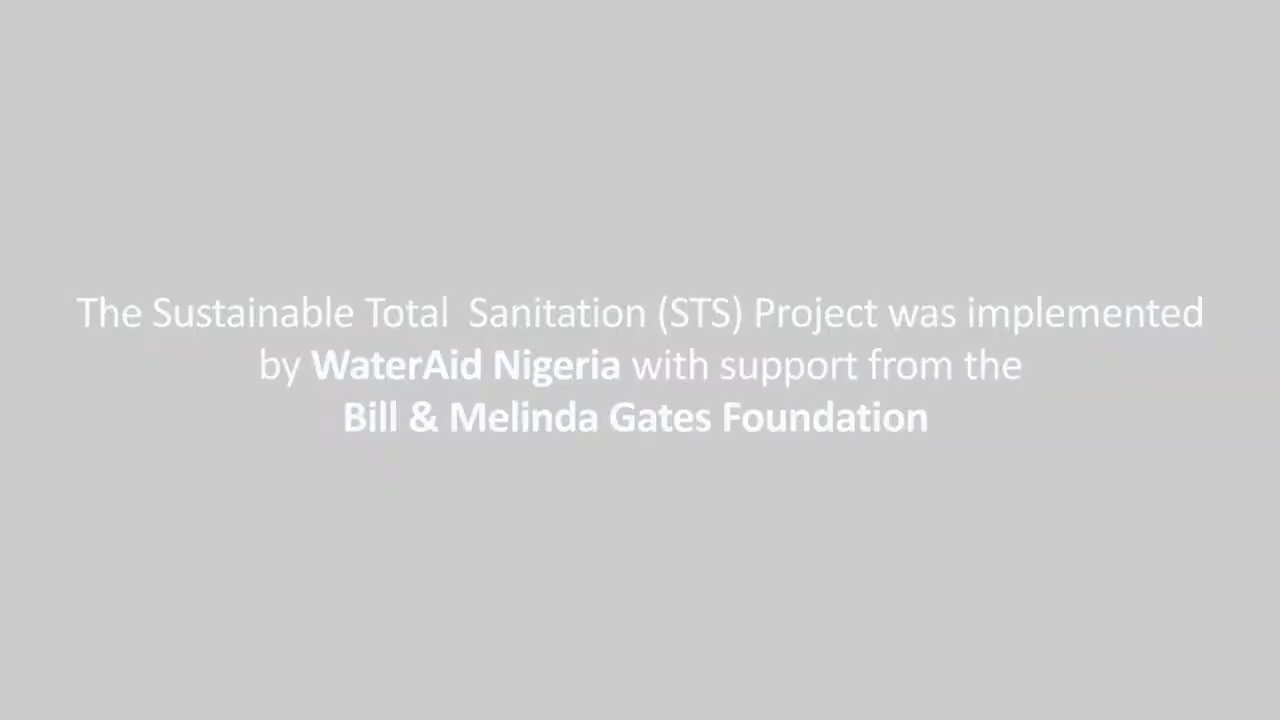 The Sustainable Total  Sanitation (STS) Project was implemented
by WaterAid Nigeria with support from the
Bill & Melinda Gates Foundation